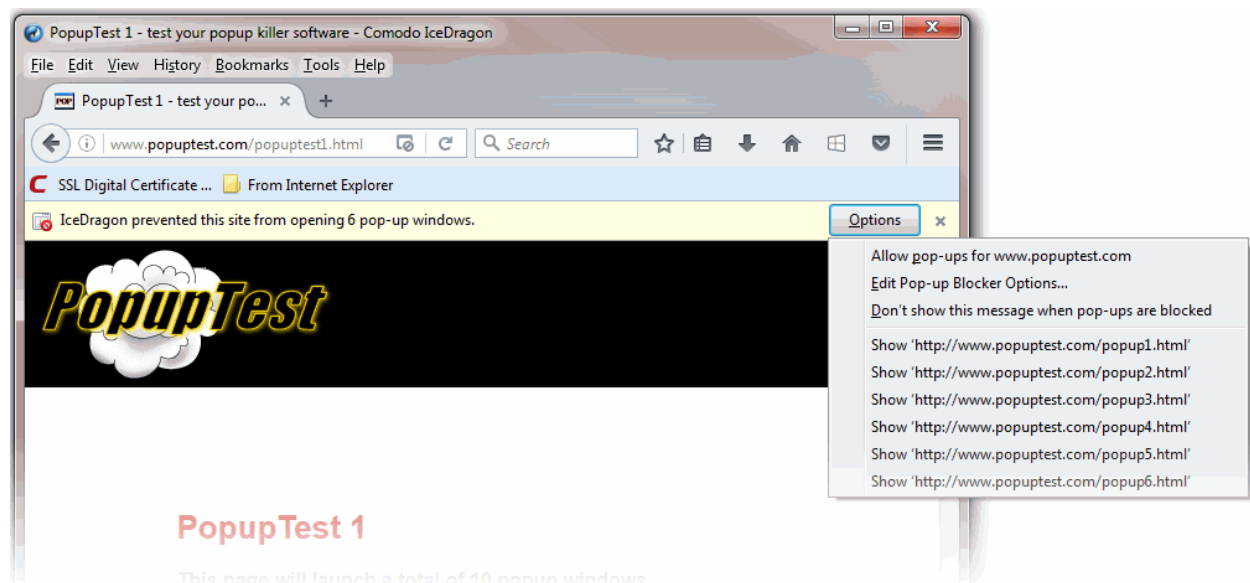 PopupTest 1 - test your popup killer software - Comodo IceDragon
File Edit View History Bookmarks Tools Help
POP PopupTest 1 - test your po...
www.popuptest.com/popuptest1.html Search
SSL Digital Certificate ... From Internet Explorer
IceDragon prevented this site from opening 6 pop-up windows. Options
Allow pop-ups for www.popuptest.com
Edit Pop-up Blocker Options...
Don't show this message when pop-ups are blocked
Show 'http://www.popuptest.com/popup1.html'
Show 'http://www.popuptest.com/popup2.html'
Show 'http://www.popuptest.com/popup3.html'
Show 'http://www.popuptest.com/popup4.html'
Show 'http://www.popuptest.com/popup5.html'
Show 'http://www.popuptest.com/popup6.html'
PopupTest
PopupTest 1
This page will launch a total of 10 popup windows